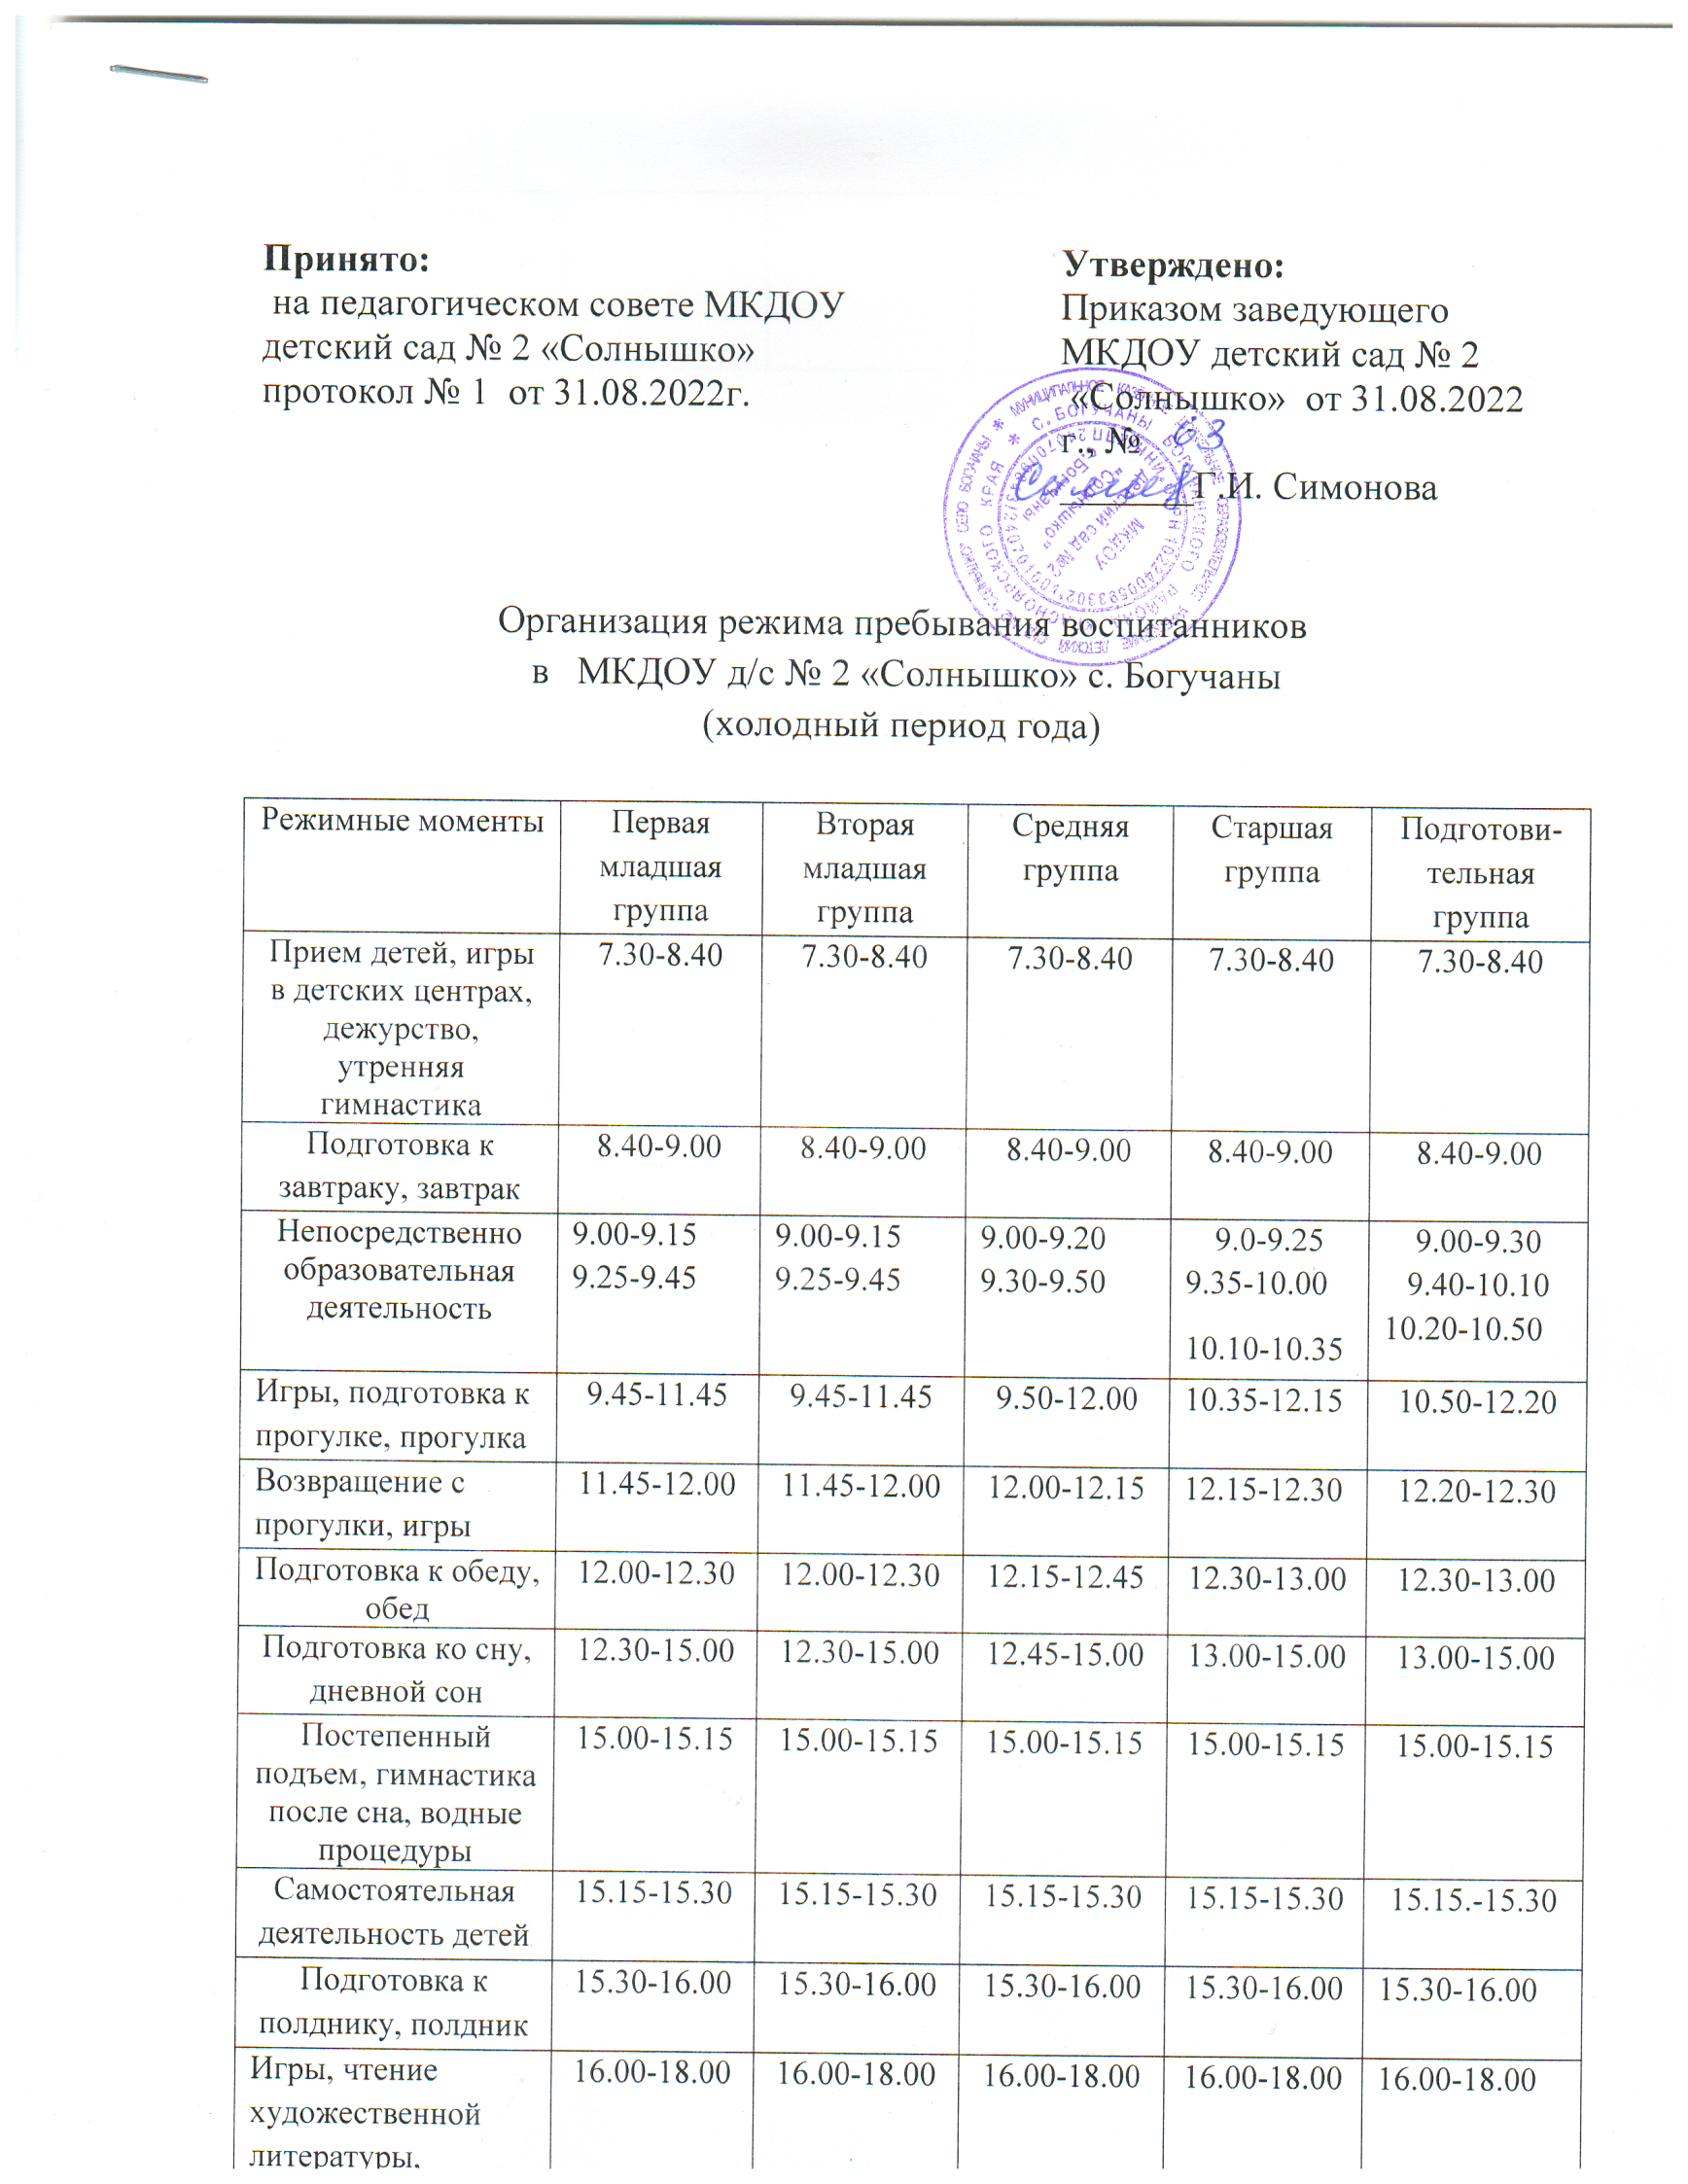 Принято:
на педагогическом совете МКДОУ
детский сад № 2 «Солнышко»
протокол № 1 от 31.08.2022г.
Утверждено:
Приказом заведующего
МКДОУ детский сад № 2
«Солнышко» от 31.08.2022
г., № 63
Г.И. Симонова
МКДОУ
детский сад №2
"Солнышко"
с.Богучаны
Организация режима пребывания воспитанников
в МКДОУ д/с № 2 «Солнышко» с. Богучаны
(холодный период года)
Режимные моменты
Первая
младшая
группа
Вторая
младшая
группа
Средняя
группа
Старшая
группа
Подготови-
тельная
группа
Прием детей, игры
в детских центрах,
дежурство,
утренняя
гимнастика
7.30-8.40
7.30-8.40
7.30-8.40
7.30-8.40
7.30-8.40
Подготовка к
завтраку, завтрак
8.40-9.00
8.40-9.00
8.40-9.00
8.40-9.00
8.40-9.00
Непосредственно
образовательная
деятельность
9.00-9.15
9.25-9.45
9.00-9.15
9.25-9.45
9.00-9.20
9.30-9.50
9.0-9.25
9.35-10.00
10.10-10.35
9.00-9.30
9.40-10.10
10.20-10.50
Игры, подготовка к
прогулке, прогулка
9.45-11.45
9.45-11.45
9.50-12.00
10.35-12.15
10.50-12.20
Возвращение с
прогулки, игры
11.45-12.00
11.45-12.00
12.00-12.15
12.15-12.30
12.20-12.30
Подготовка к обеду,
обед
12.00-12.30
12.00-12.30
12.15-12.45
12.30-13.00
12.30-13.00
Подготовка ко сну,
дневной сон
12.30-15.00
12.30-15.00
12.45-15.00
13.00-15.00
13.00-15.00
Постепенный
подъем, гимнастика
после сна, водные
процедуры
15.00-15.15
15.00-15.15
15.00-15.15
15.00-15.15
15.00-15.15
Самостоятельная
деятельность детей
15.15-15.30
15.15-15.30
15.15-15.30
15.15-15.30
15.15.-15.30
Подготовка к
полднику, полдник
15.30-16.00
15.30-16.00
15.30-16.00
15.30-16.00
15.30-16.00
Игры, чтение
художественной
литературы,
16.00-18.00
16.00-18.00
16.00-18.00
16.00-18.00
16.00-18.00